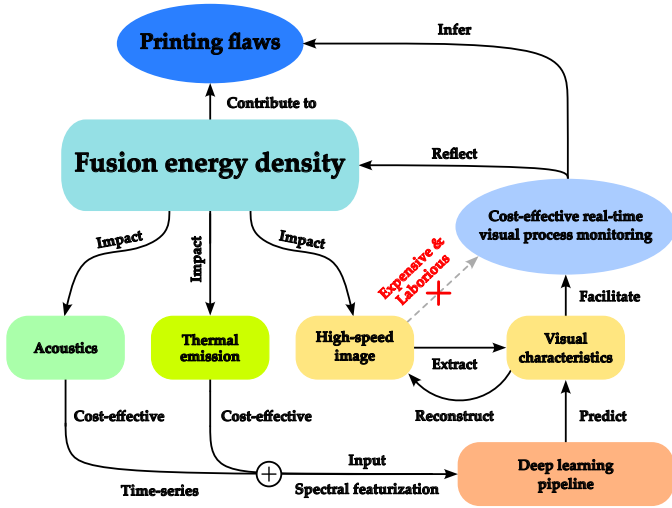 Printing flaws
Infer
Contribute to
Fusion energy density
Reflect
Cost-effective real-time
visual process monitoring
Impact
Impact
Impact
Expensive &
Laborious
Facilitate
Acoustics
Thermal
emission
High-speed
image
Visual
characteristics
Extract
Cost-effective
Cost-effective
Reconstruct
Predict
Input
Time-series
Spectral featurization
Deep learning
pipeline